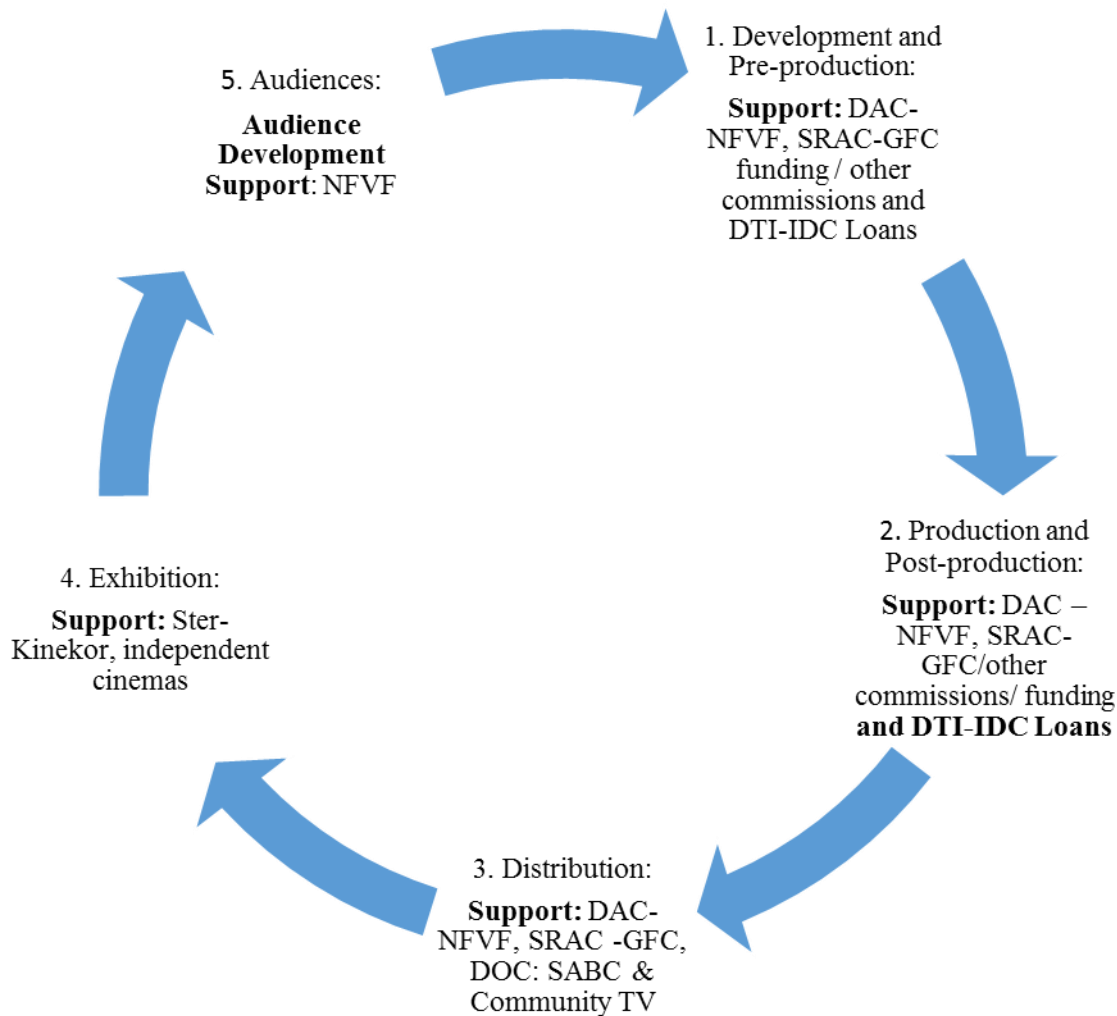 1. Development and
Pre-production:
Support: DAC-
NFVF, SRAC-GFC
funding / other
commissions and
DTI-IDC Loans
2. Production and
Post-production:
Support: DAC –
NFVF, SRAC-
GFC/other
commissions/ funding
and DTI-IDC Loans
3. Distribution:
Support: DAC-
NFVF, SRAC -GFC,
DOC: SABC &
Community TV
4. Exhibition:
Support: Ster-
Kinekor, independent
cinemas
5. Audiences:
Audience
Development
Support: NFVF